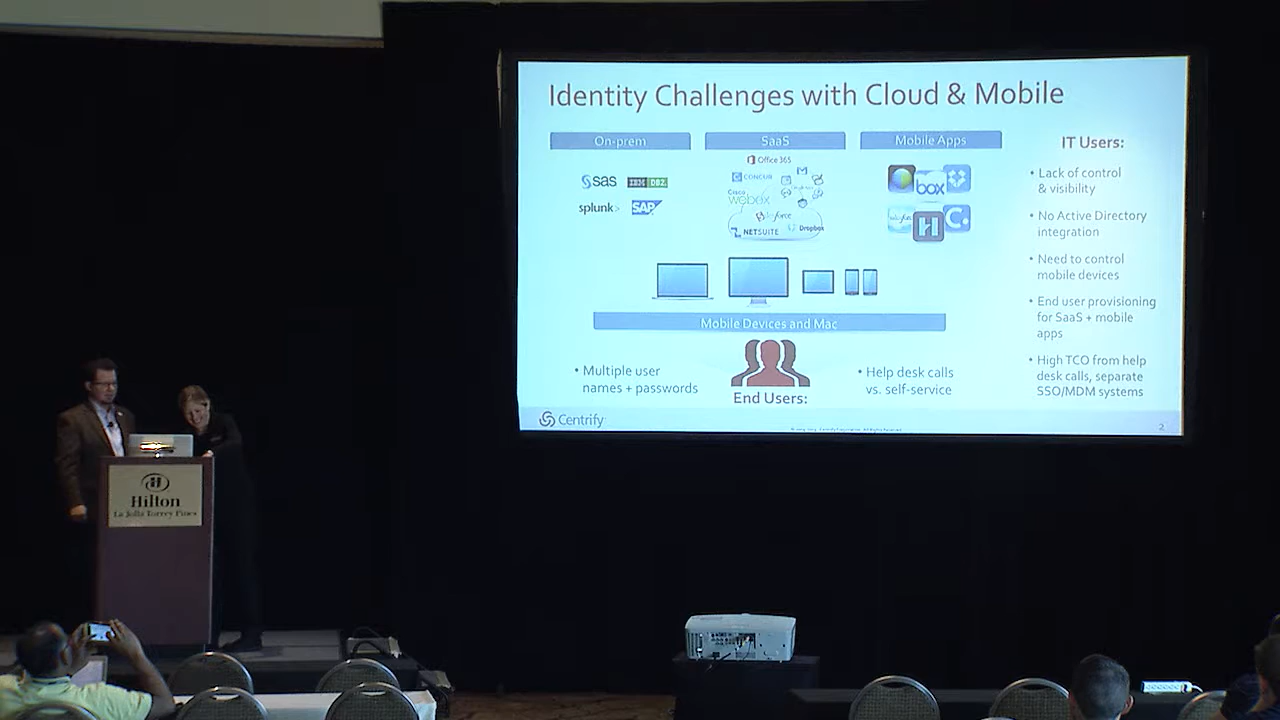 Identity Challenges with Cloud & Mobile
On-prem
SaaS
Mobile Apps
IT Users:
Office 365
sas
IBM DB2
CONCUR
Cisco
webex
splunk>
SAP
salesforce
NETSUITE
Dropbox
box
H
C.
• Lack of control
& visibility
• No Active Directory
integration
• Need to control
mobile devices
• End user provisioning
for SaaS + mobile
apps
• High TCO from help
desk calls, separate
SSO/MDM systems
Mobile Devices and Mac
• Multiple user
names + passwords
End Users:
• Help desk calls
vs. self-service
Centrify
2
H
Hilton
La Jolla Torrey Pines